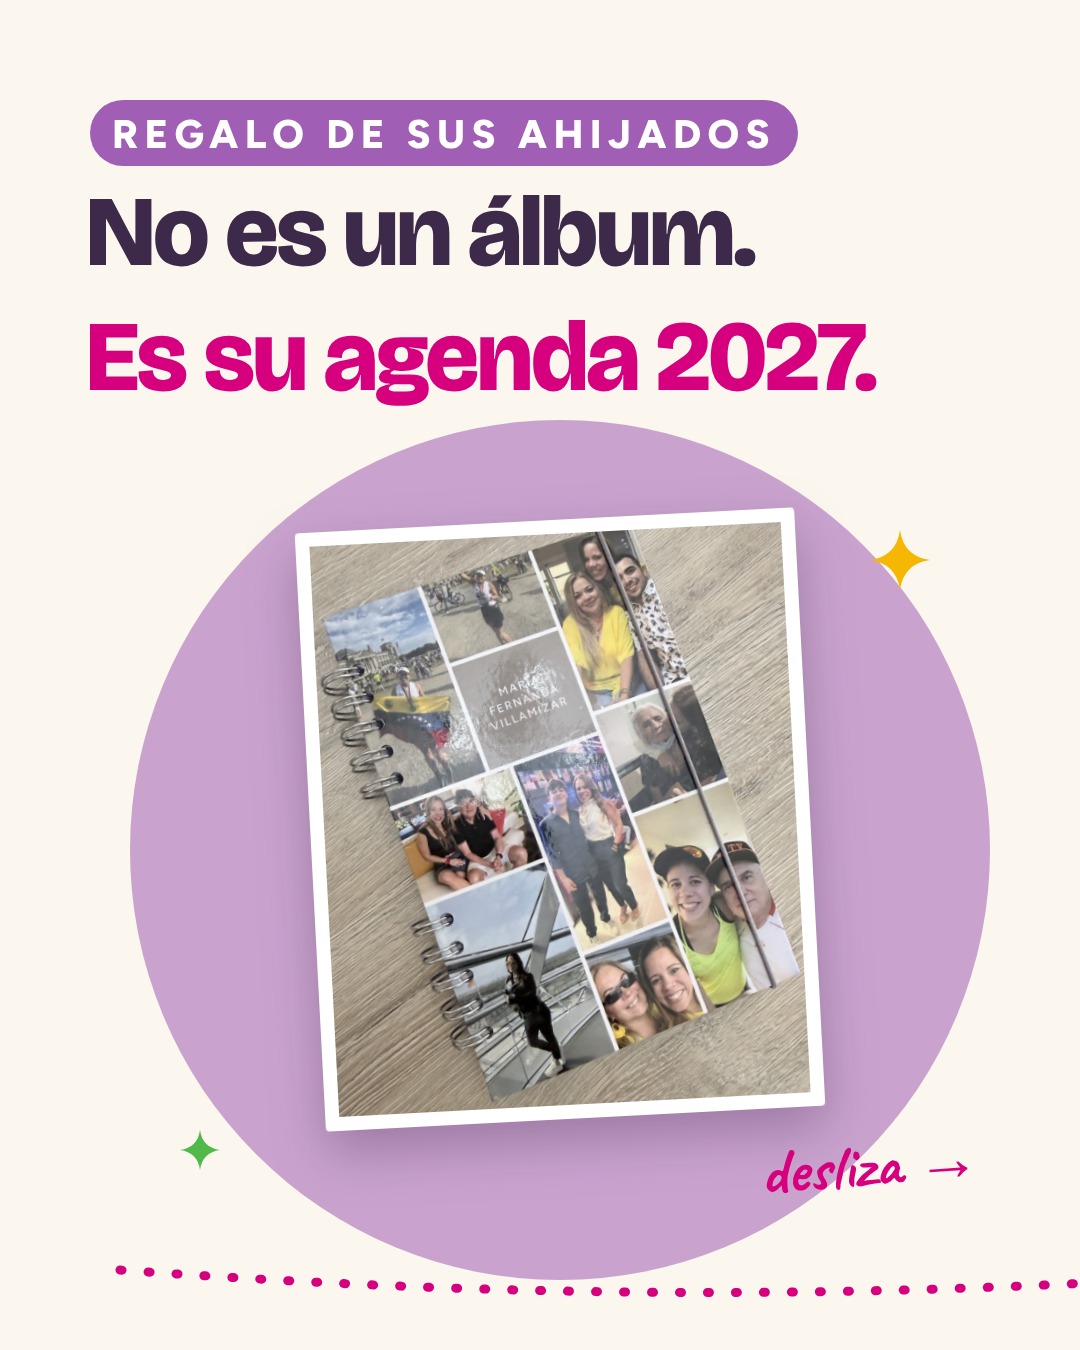 REGALO DE SUS AHIJADOS
No es un álbum.
Es su agenda 2027.
MARÍA
FERNANDA
VILLAMIZAR
desliza →